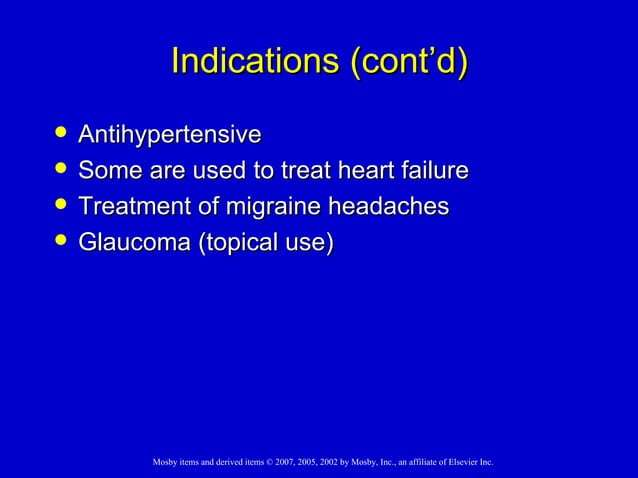 Indications (cont’d)
• Antihypertensive
• Some are used to treat heart failure
• Treatment of migraine headaches
• Glaucoma (topical use)
Mosby items and derived items © 2007, 2005, 2002 by Mosby, Inc., an affiliate of Elsevier Inc.